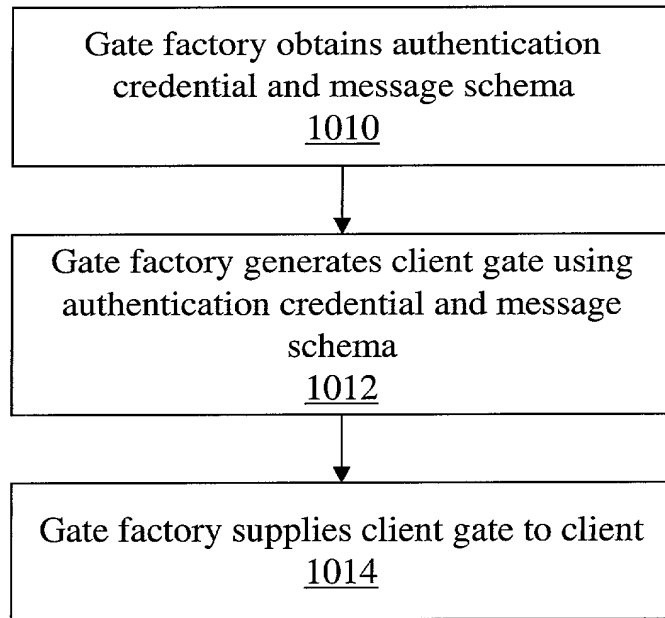 Gate factory obtains authentication
credential and message schema
1010
Gate factory generates client gate using
authentication credential and message
schema
1012
Gate factory supplies client gate to client
1014